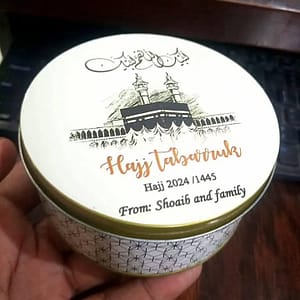 Hajj Tabarruk
Hajj 2024 /1445
From: Shoaib and family